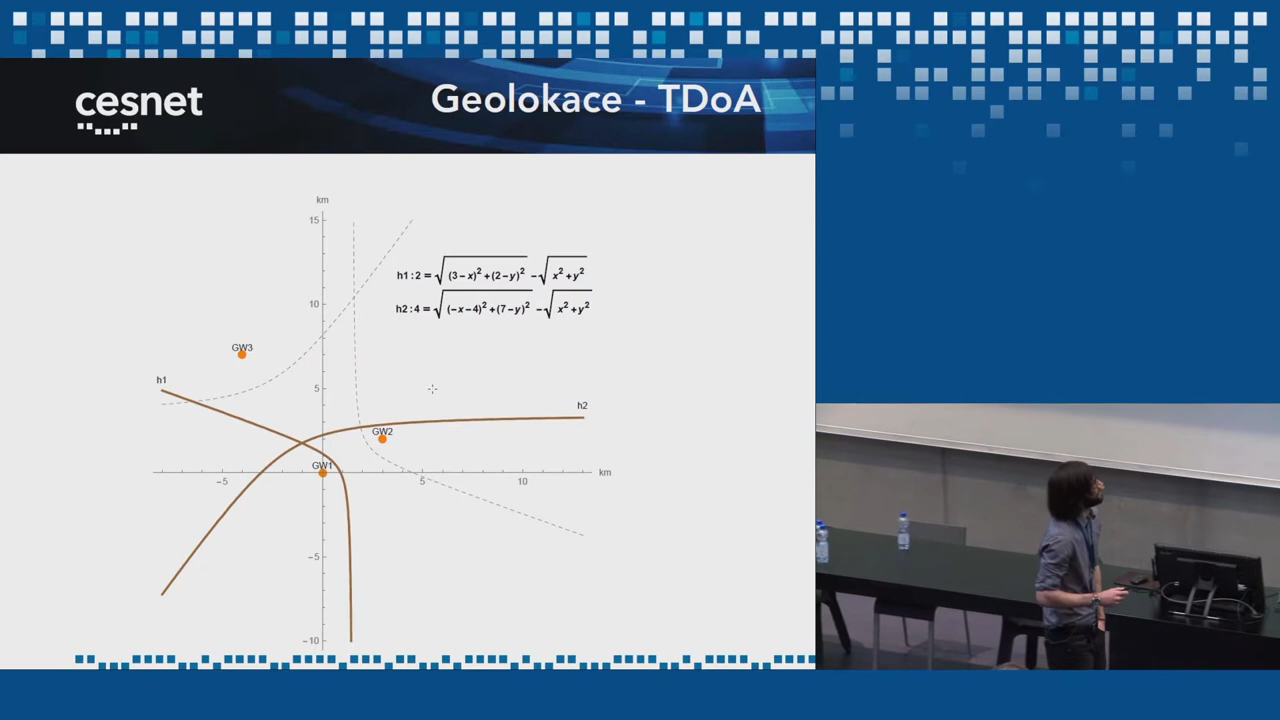 cesnet
Geolokace - TDoA
km
15
h1:2 = √(3-x)²+(2-y)² - √x²+y²
10
h2:4 = √(-x-4)²+(7-y)² - √x²+y²
GW3
h1
5
h2
GW2
GW1
km
-5
5
10
-5
-10